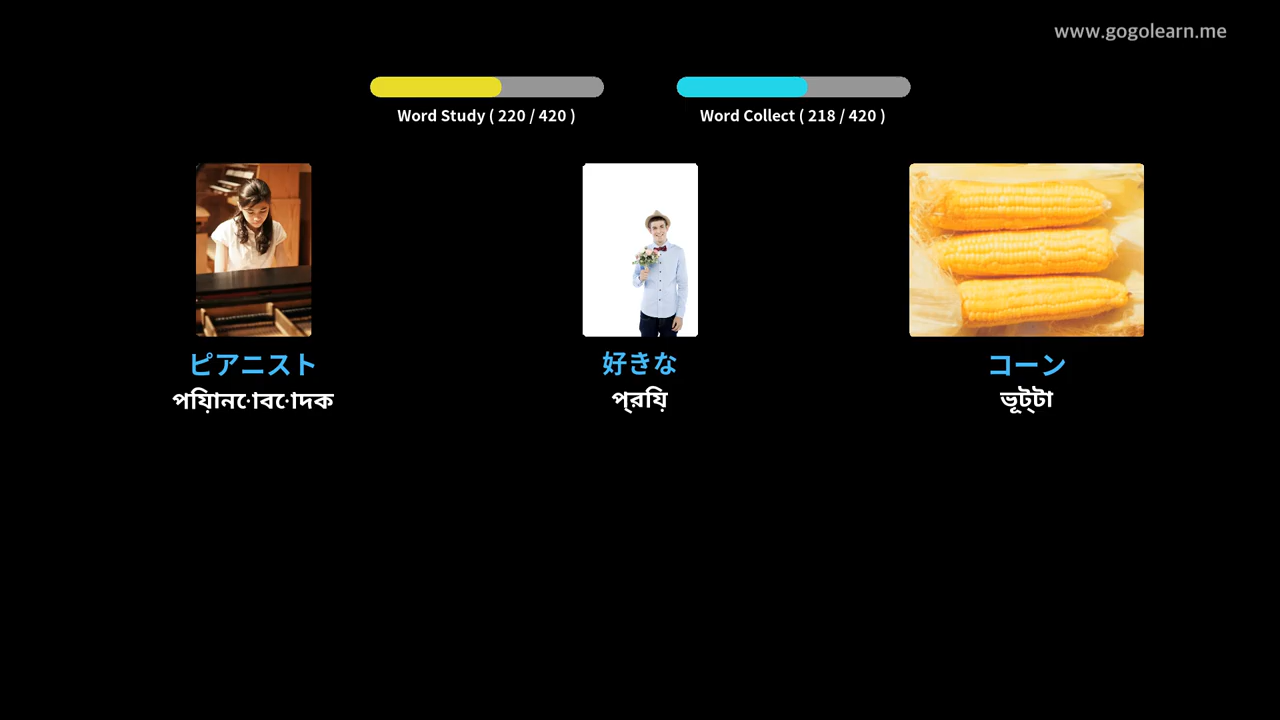 www.gogolearn.me
Word Study ( 220 / 420 )
Word Collect ( 218 / 420 )
ピアニスト
好きな
コーン
পিয়ানোবাদক
প্রিয়
ভূট্টা